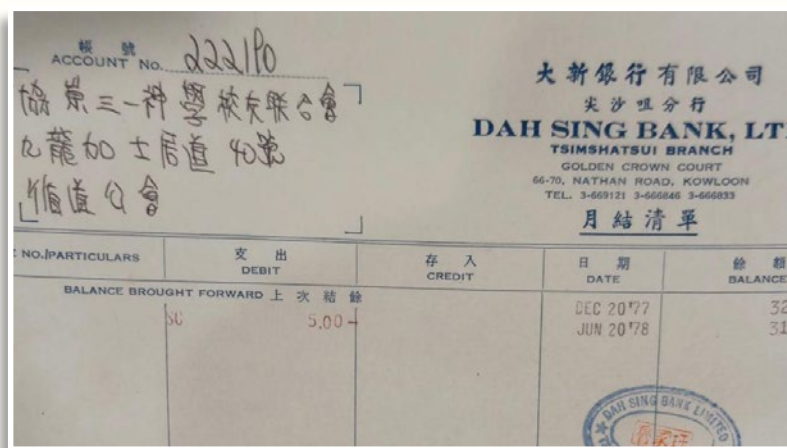 帳號
ACCOUNT No. 222190
協榮三一神學校友聯合會
九龍加士居道40號
循道公會
大新銀行有限公司
尖沙咀分行
DAH SING BANK, LT
TSIMSHATSUI BRANCH
GOLDEN CROWN COURT
66-70, NATHAN ROAD, KOWLOON
TEL. 3-669121 3-666846 3-666833
月結清單
NO./PARTICULARS
支出
DEBIT
存入
CREDIT
日期
DATE
餘額
BALANCE
BALANCE BROUGHT FORWARD 上次結餘
DEC 20'77 32
SC 5.00 JUN 20'78 31
DAH SING BANK LIMITED